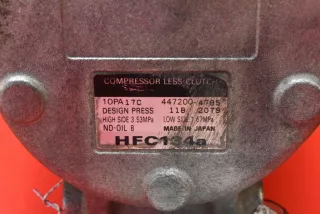 COMPRESSOR LESS CLUTCH
10PA17C 447200-4785
DESIGN PRESS 118 2079
HIGH SIDE 3.53MPa LOW SIDE 1.67MPa
ND-OIL 8 MADE IN JAPAN
HFC134a